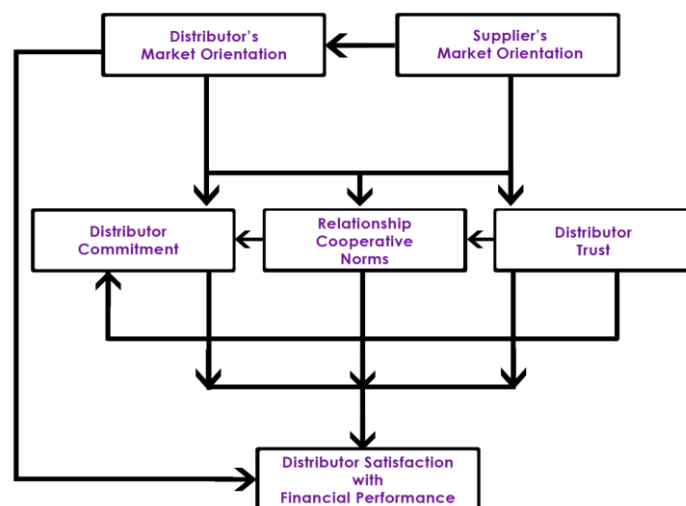 Distributor's
Market Orientation
Supplier's
Market Orientation
Distributor
Commitment
Relationship
Cooperative
Norms
Distributor
Trust
Distributor Satisfaction
with
Financial Performance